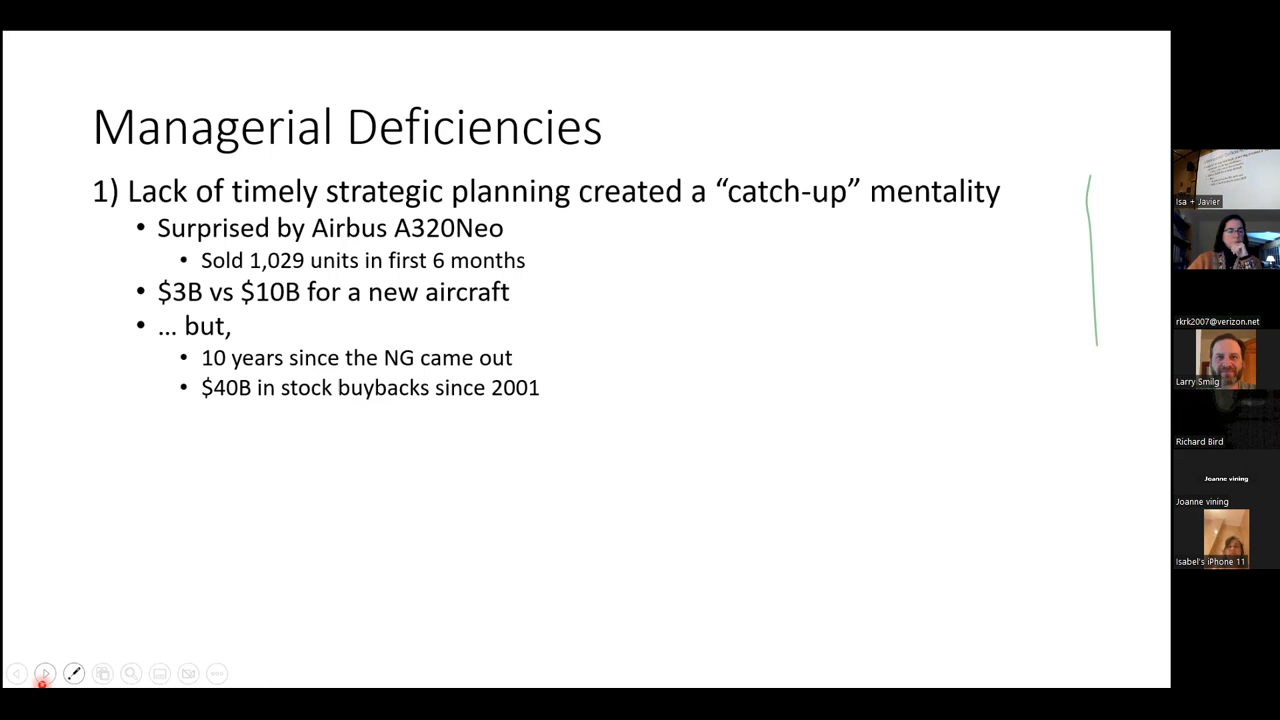 Managerial Deficiencies
1) Lack of timely strategic planning created a “catch-up” mentality
• Surprised by Airbus A320Neo
• Sold 1,029 units in first 6 months
• $3B vs $10B for a new aircraft
• … but,
• 10 years since the NG came out
• $40B in stock buybacks since 2001
Isa + Javier
rkrk2007@verizon.net
Larry Smilg
Richard Bird
Joanne vining
Joanne vining
Isabel's iPhone 11